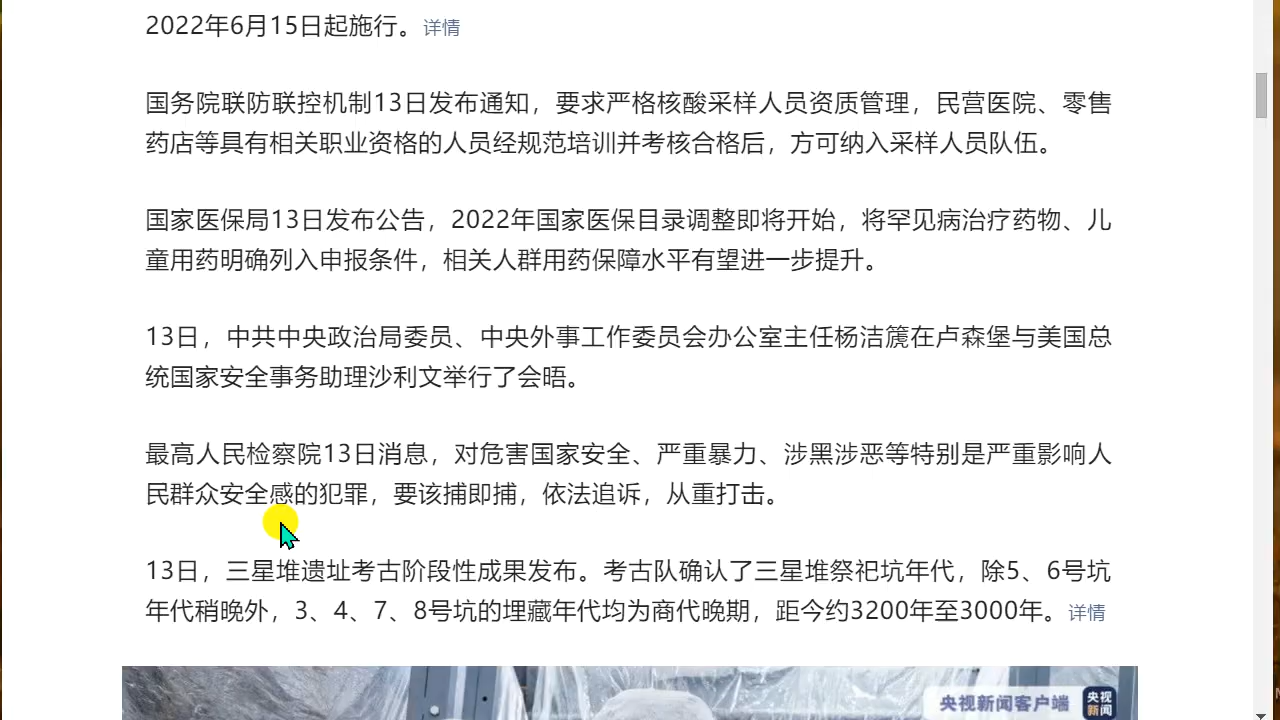 2022年6月15日起施行。详情
国务院联防联控机制13日发布通知，要求严格核酸采样人员资质管理，民营医院、零售
药店等具有相关职业资格的人员经规范培训并考核合格后，方可纳入采样人员队伍。
国家医保局13日发布公告，2022年国家医保目录调整即将开始，将罕见病治疗药物、儿
童用药明确列入申报条件，相关人群用药保障水平有望进一步提升。
13日，中共中央政治局委员、中央外事工作委员会办公室主任杨洁篪在卢森堡与美国总
统国家安全事务助理沙利文举行了会晤。
最高人民检察院13日消息，对危害国家安全、严重暴力、涉黑涉恶等特别是严重影响人
民群众安全感的犯罪，要该捕即捕，依法追诉，从重打击。
13日，三星堆遗址考古阶段性成果发布。考古队确认了三星堆祭祀坑年代，除5、6号坑
年代稍晚外，3、4、7、8号坑的埋藏年代均为商代晚期，距今约3200年至3000年。详情
央视新闻客户端 央视
新闻